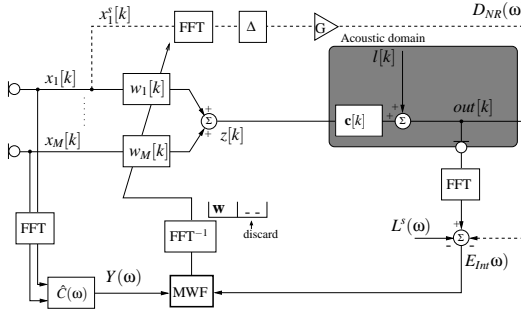 x₁ˢ[k]
FFT
Δ
G
D_NR(ω
Acoustic domain
l[k]
x₁[k]
w₁[k]
+
Σ
+
z[k]
c[k]
+
+
Σ
out[k]
x_M[k]
w_M[k]
FFT
w
- -
discard
FFT
FFT⁻¹
Lˢ(ω)
+
Σ
-
-
E_Int ω)
Ĉ(ω)
Y(ω)
MWF